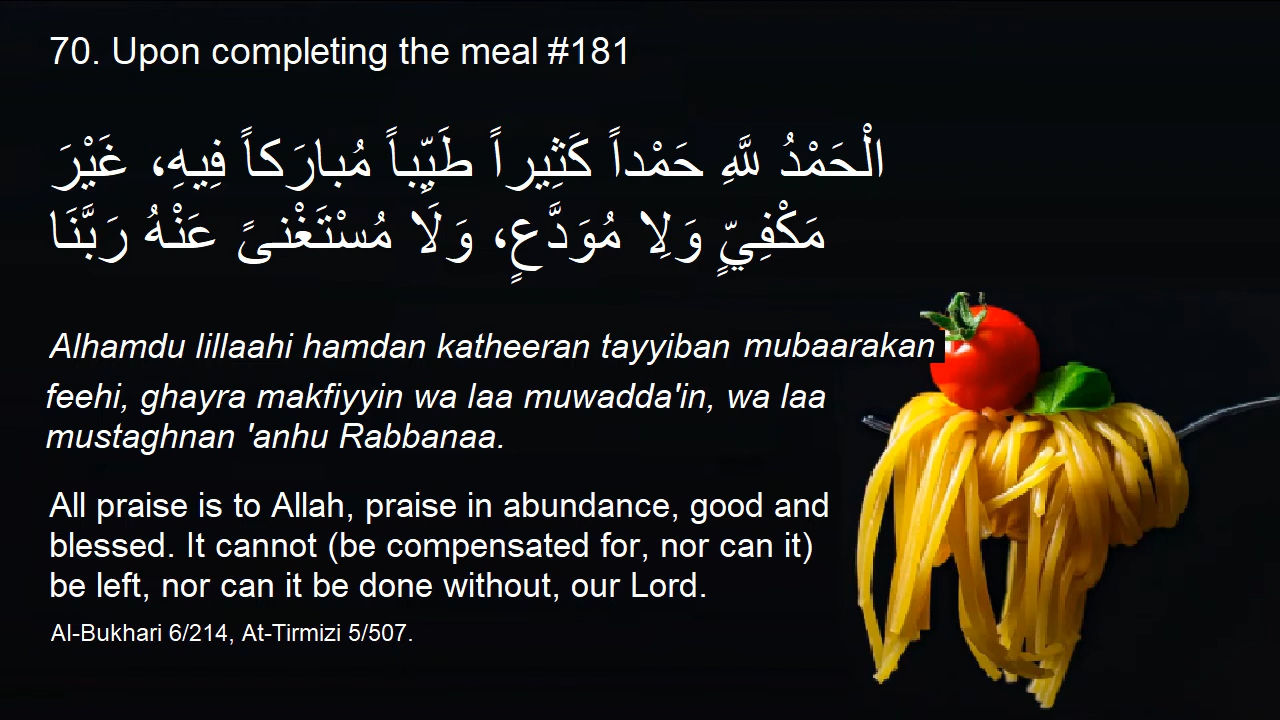 70. Upon completing the meal #181
الْحَمْدُ للَّهِ حَمْداً كَثِيراً طَيِّباً مُبارَكاً فِيهِ، غَيْرَ
مَكْفِيٍّ وَلِا مُوَدَّعٍ، وَلَا مُسْتَغْنىً عَنْهُ رَبَّنَا
Alhamdu lillaahi hamdan katheeran tayyiban mubaarakan
feehi, ghayra makfiyyin wa laa muwadda'in, wa laa
mustaghnan 'anhu Rabbanaa.
All praise is to Allah, praise in abundance, good and
blessed. It cannot (be compensated for, nor can it)
be left, nor can it be done without, our Lord.
Al-Bukhari 6/214, At-Tirmizi 5/507.